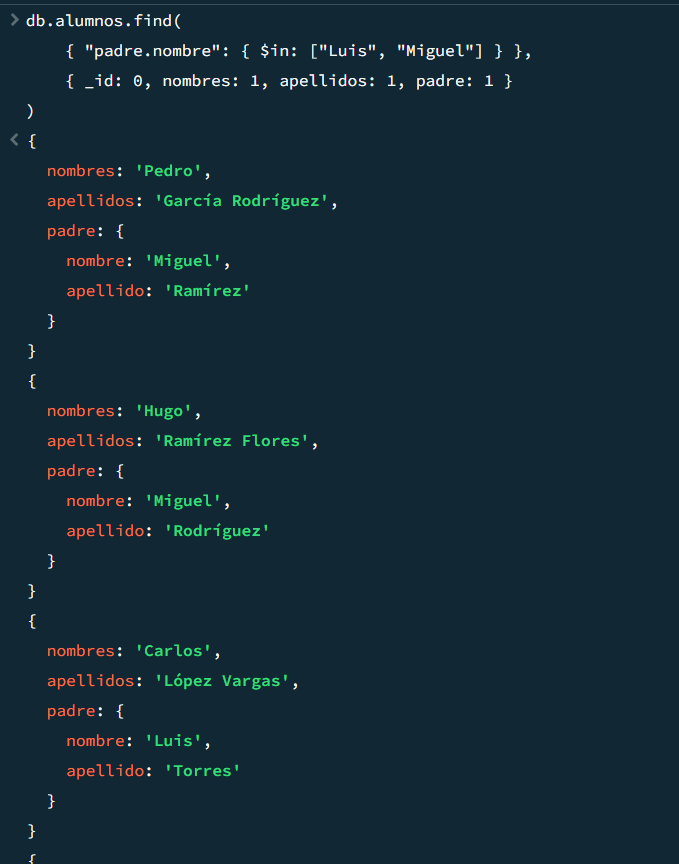 > db.alumnos.find(
{ "padre.nombre": { $in: ["Luis", "Miguel"] } },
{ _id: 0, nombres: 1, apellidos: 1, padre: 1 }
)
< {
nombres: 'Pedro',
apellidos: 'García Rodríguez',
padre: {
nombre: 'Miguel',
apellido: 'Ramírez'
}
}
{
nombres: 'Hugo',
apellidos: 'Ramírez Flores',
padre: {
nombre: 'Miguel',
apellido: 'Rodríguez'
}
}
{
nombres: 'Carlos',
apellidos: 'López Vargas',
padre: {
nombre: 'Luis',
apellido: 'Torres'
}
}
{